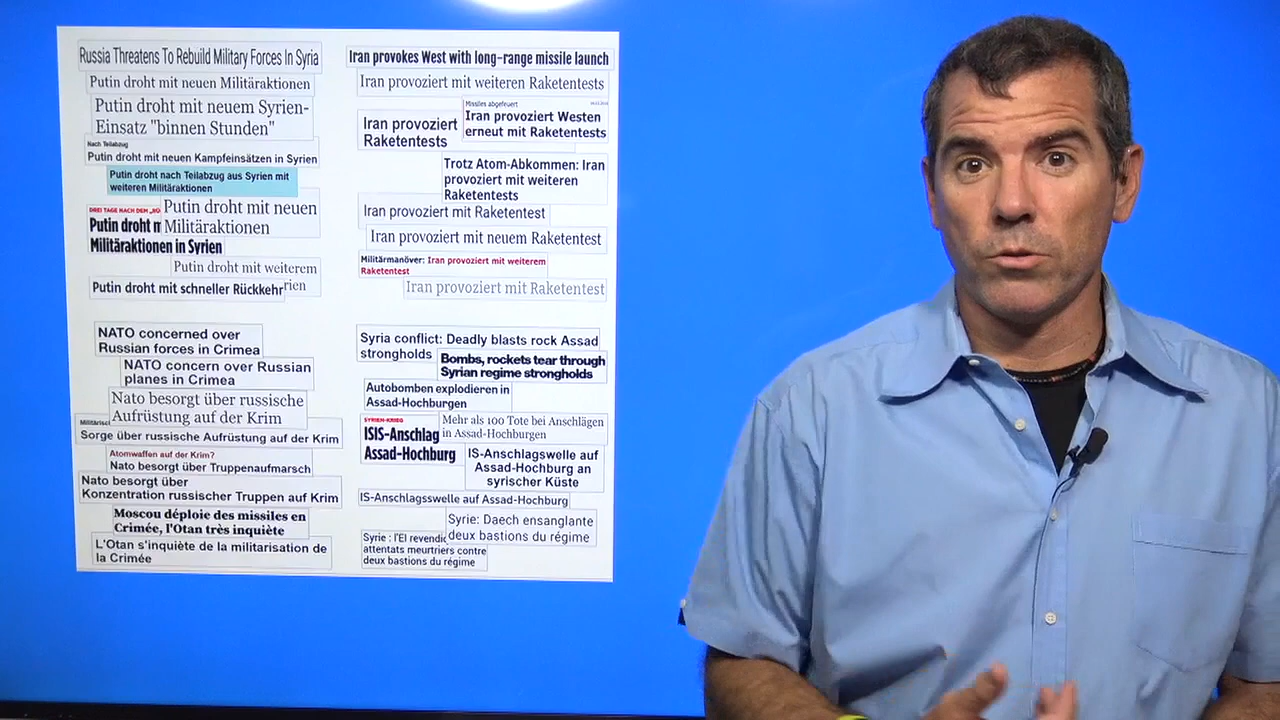 Russia Threatens To Rebuild Military Forces In Syria
Putin droht mit neuen Militäraktionen
Putin droht mit neuem Syrien-
Einsatz "binnen Stunden"
Nach Teilabzug
Putin droht mit neuen Kampfeinsätzen in Syrien
Putin droht nach Teilabzug aus Syrien mit
weiteren Militäraktionen
DREI TAGE NACH DEM
Putin droht
Militäraktionen in Syrien
Putin droht mit neuen
Militäraktionen
Putin droht mit weiterem
rien
Putin droht mit schneller Rückkehr
NATO concerned over
Russian forces in Crimea
NATO concern over Russian
planes in Crimea
Nato besorgt über russische
Aufrüstung auf der Krim
Sorge über russische Aufrüstung auf der Krim
Atomwaffen auf der Krim?
Nato besorgt über Truppenaufmarsch
Nato besorgt über
Konzentration russischer Truppen auf Krim
Moscou déploie des missiles en
Crimée, l'Otan très inquiète
L'Otan s'inquiète de la militarisation de
la Crimée
Iran provokes West with long-range missile launch
Iran provoziert mit weiteren Raketentests
Missiles abgefeuert
Iran provoziert Westen
erneut mit Raketentests
Iran provoziert
Raketentests
Trotz Atom-Abkommen: Iran
provoziert mit weiteren
Raketentests
Iran provoziert mit Raketentest
Iran provoziert mit neuem Raketentest
Militärmanöver: Iran provoziert mit weiterem
Raketentest
Iran provoziert mit Raketentest
Syria conflict: Deadly blasts rock Assad
strongholds
Bombs, rockets tear through
Syrian regime strongholds
Autobomben explodieren in
Assad-Hochburgen
SYRIEN-KRIEG
ISIS-Anschlag
Assad-Hochburg
Mehr als 100 Tote bei Anschlägen
in Assad-Hochburgen
IS-Anschlagswelle auf
Assad-Hochburg an
syrischer Küste
IS-Anschlagsswelle auf Assad-Hochburg
Syrie: Daech ensanglante
deux bastions du régime
Syrie : l'EI revendic
attentats meurtriers contre
deux bastions du régime